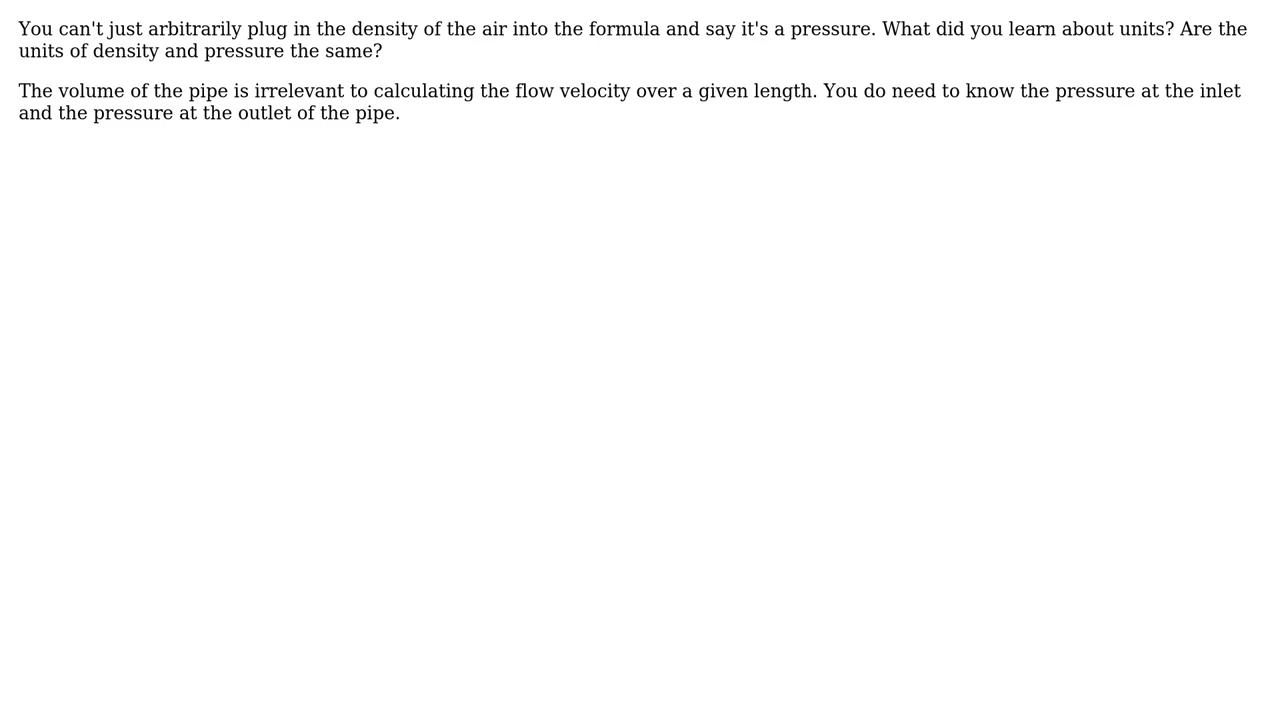 You can't just arbitrarily plug in the density of the air into the formula and say it's a pressure. What did you learn about units? Are the
units of density and pressure the same?
The volume of the pipe is irrelevant to calculating the flow velocity over a given length. You do need to know the pressure at the inlet
and the pressure at the outlet of the pipe.